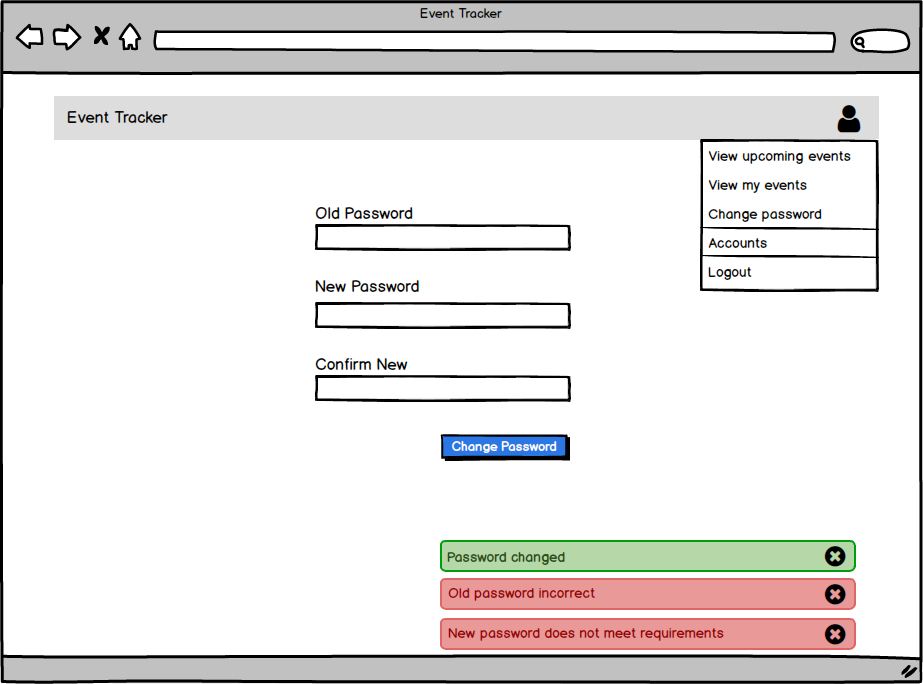 Event Tracker
Event Tracker
View upcoming events
View my events
Change password
Accounts
Logout
Old Password
New Password
Confirm New
Change Password
Password changed
Old password incorrect
New password does not meet requirements